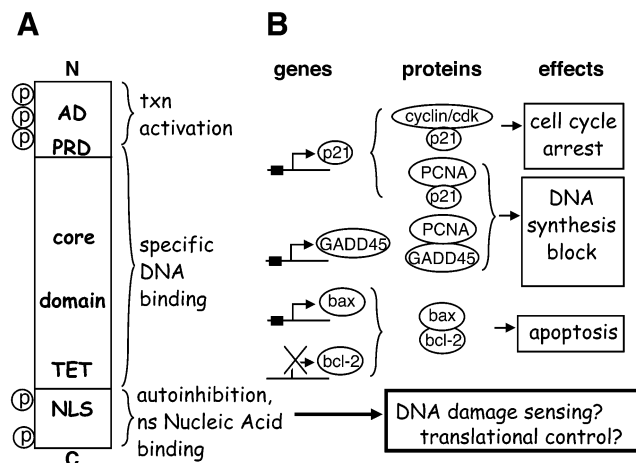 A
B
N
genes
proteins
effects
p
p
p
AD
PRD
txn
activation
core
domain
TET
specific
DNA
binding
p
p
NLS
C
autoinhibition,
ns Nucleic Acid
binding
p21
cyclin/cdk
p21
cell cycle
arrest
PCNA
p21
GADD45
PCNA
GADD45
DNA
synthesis
block
bax
bcl-2
bax
bcl-2
apoptosis
DNA damage sensing?
translational control?